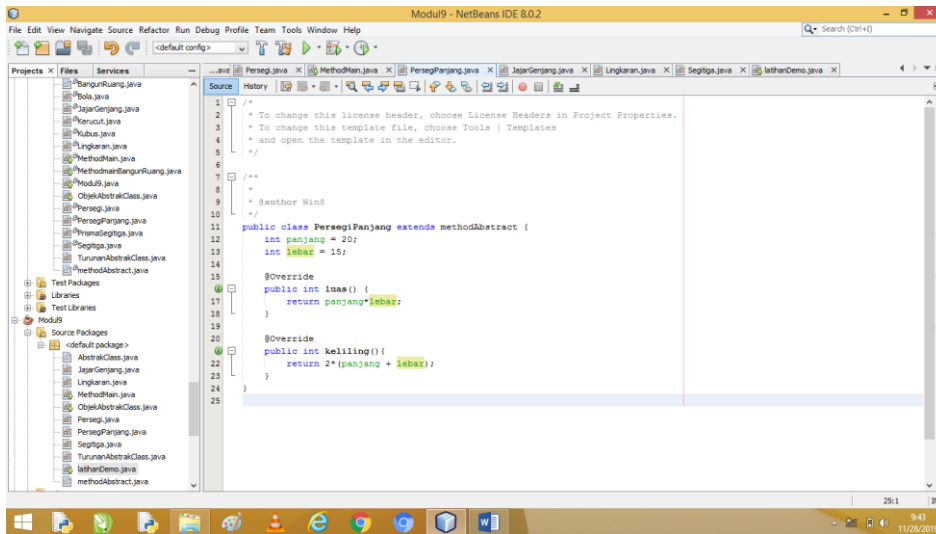 Modul9 - NetBeans IDE 8.0.2
File Edit View Navigate Source Refactor Run Debug Profile Team Tools Window Help
Search (Ctrl+I)
<default config>
Projects X Files Services
...ava Persegi.java X MethodMain.java X PersegiPanjang.java X JajarGenjang.java X Lingkaran.java X Segitiga.java X latihanDemo.java X
Source History
BangunRuang.java
Bola.java
JajarGenjang.java
Kerucut.java
Kubus.java
Lingkaran.java
MethodMain.java
MethodmainBangunRuang.java
Modul9.java
ObjekAbstrakClass.java
Persegi.java
PersegiPanjang.java
PrismaSegitiga.java
Segitiga.java
TurunanAbstrakClass.java
methodAbstract.java
Test Packages
Libraries
Test Libraries
Modul9
Source Packages
<default package>
AbstrakClass.java
JajarGenjang.java
Lingkaran.java
MethodMain.java
ObjekAbstrakClass.java
Persegi.java
PersegiPanjang.java
Segitiga.java
TurunanAbstrakClass.java
latihanDemo.java
methodAbstract.java
1 /*
2 * To change this license header, choose License Headers in Project Properties.
3 * To change this template file, choose Tools | Templates
4 * and open the template in the editor.
5 */
6
7 /**
8 *
9 * @author Win8
10 */
11 public class PersegiPanjang extends methodAbstract {
12 int panjang = 20;
13 int lebar = 15;
14
15 @Override
public int luas() {
17 return panjang*lebar;
18 }
19
20 @Override
public int keliling(){
22 return 2*(panjang + lebar);
23 }
24 }
25
25:1
9:43
11/28/2019